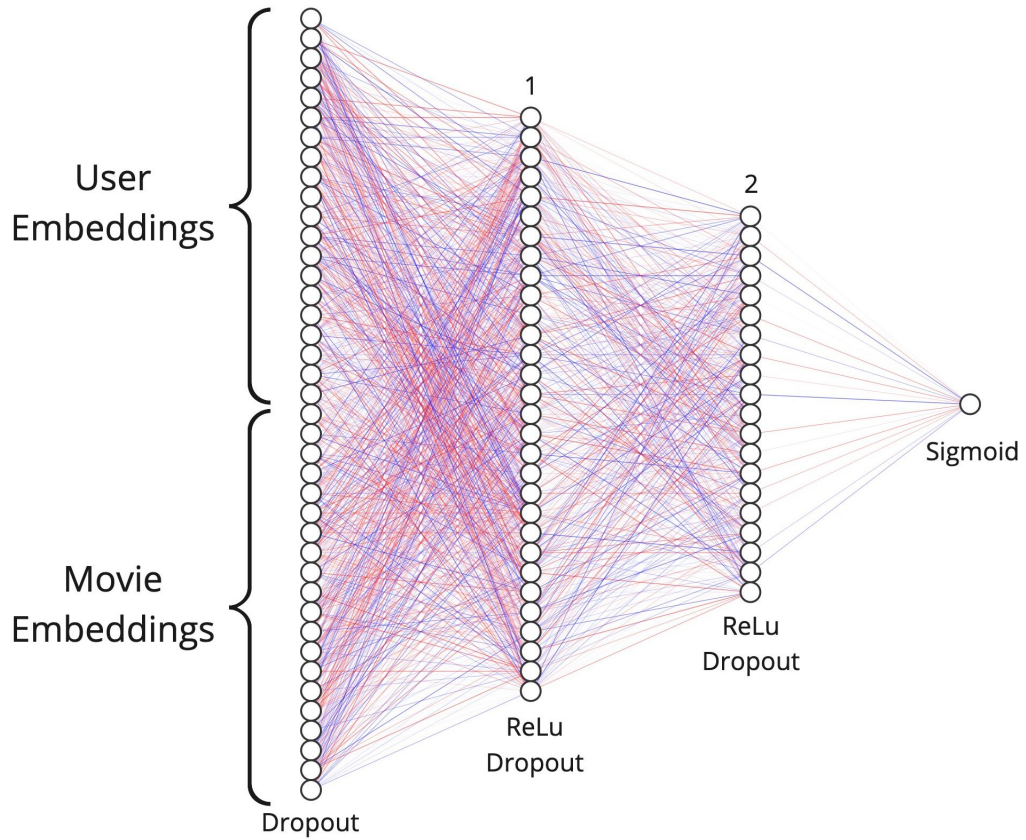 User
Embeddings
Movie
Embeddings
Dropout
1
ReLu
Dropout
2
ReLu
Dropout
Sigmoid